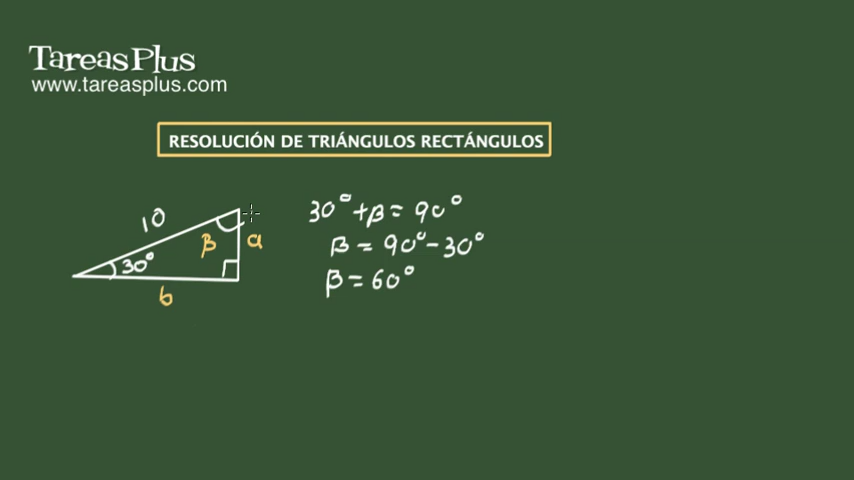 TareasPlus
www.tareasplus.com
RESOLUCIÓN DE TRIÁNGULOS RECTÁNGULOS
10
30°
β
a
b
30° + β = 90°
β = 90° - 30°
β = 60°